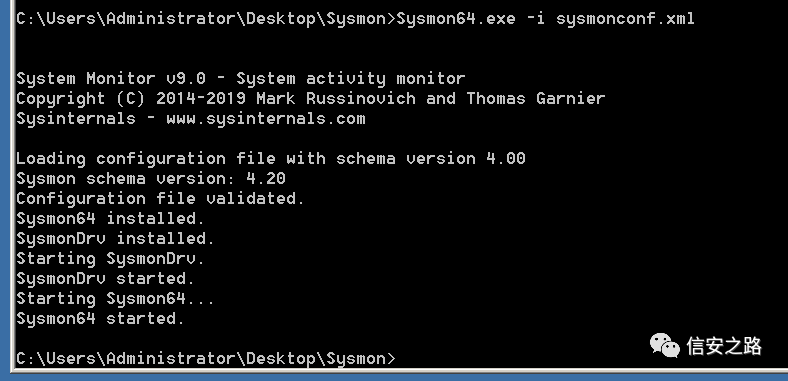 C:\Users\Administrator\Desktop\Sysmon>Sysmon64.exe -i sysmonconf.xml
System Monitor v9.0 - System activity monitor
Copyright (C) 2014-2019 Mark Russinovich and Thomas Garnier
Sysinternals - www.sysinternals.com
Loading configuration file with schema version 4.00
Sysmon schema version: 4.20
Configuration file validated.
Sysmon64 installed.
SysmonDrv installed.
Starting SysmonDrv.
SysmonDrv started.
Starting Sysmon64...
Sysmon64 started.
C:\Users\Administrator\Desktop\Sysmon>
信安之路